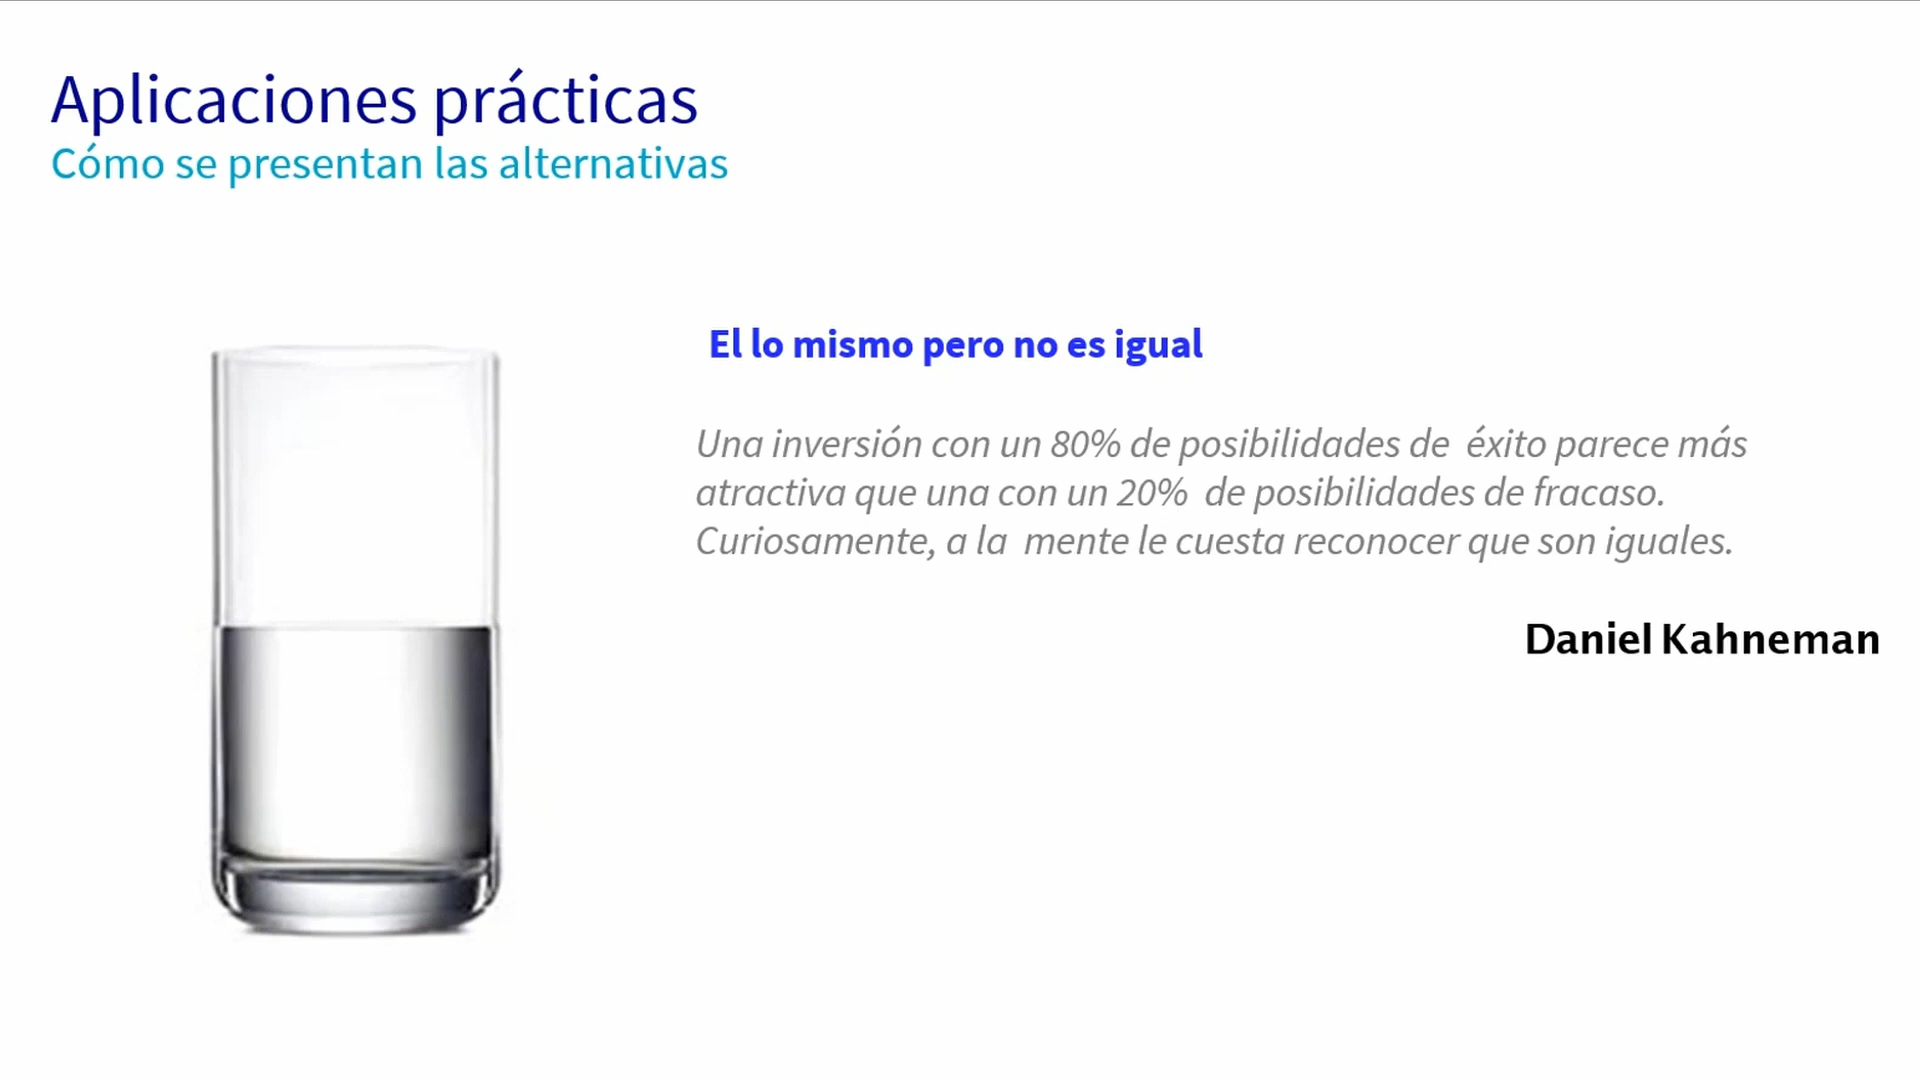 Aplicaciones prácticas
Cómo se presentan las alternativas
El lo mismo pero no es igual
Una inversión con un 80% de posibilidades de éxito parece más
atractiva que una con un 20% de posibilidades de fracaso.
Curiosamente, a la mente le cuesta reconocer que son iguales.
Daniel Kahneman